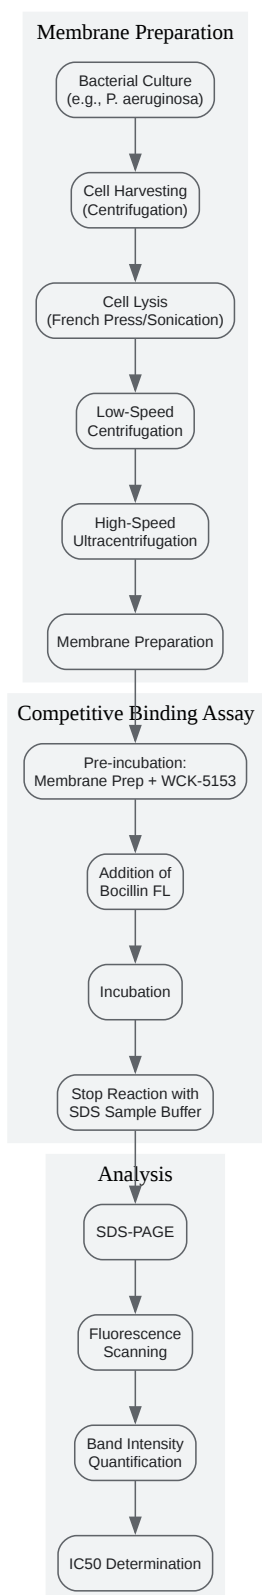 Membrane Preparation
Bacterial Culture
(e.g., P. aeruginosa)
Cell Harvesting
(Centrifugation)
Cell Lysis
(French Press/Sonication)
Low-Speed
Centrifugation
High-Speed
Ultracentrifugation
Membrane Preparation
Competitive Binding Assay
Pre-incubation:
Membrane Prep + WCK-5153
Addition of
Bocillin FL
Incubation
Stop Reaction with
SDS Sample Buffer
Analysis
SDS-PAGE
Fluorescence
Scanning
Band Intensity
Quantification
IC50 Determination